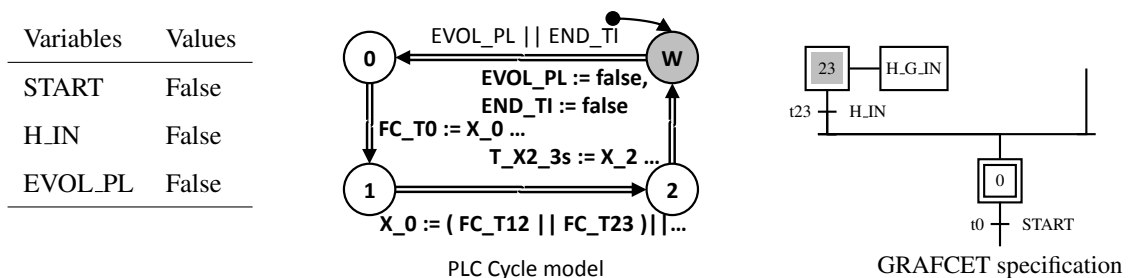 Variables Values
START False
H_IN False
EVOL_PL False
EVOL_PL || END_TI
0
W
EVOL_PL := false,
END_TI := false
FC_T0 := X_0 ...
T_X2_3s := X_2 ...
1
2
X_0 := ( FC_T12 || FC_T23 )||...
PLC Cycle model
23
H_G_IN
t23
H_IN
0
t0
START
GRAFCET specification